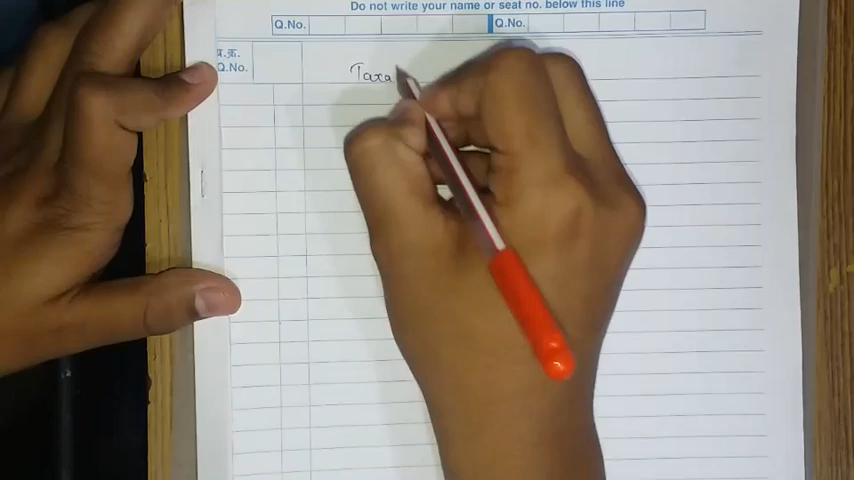 Do not write your name or seat no. below this line
Q.No. Q.No.
प्र.क्र.
Q.No.
Taxa